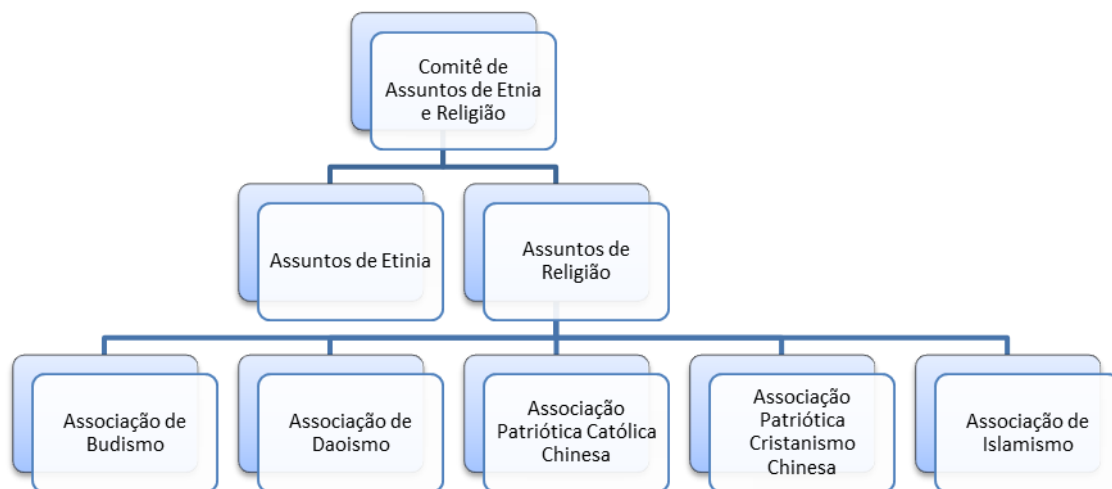 Comitê de
Assuntos de Etnia
e Religião
Assuntos de Etinia
Assuntos de
Religião
Associação de
Budismo
Associação de
Daoismo
Associação
Patriótica Católica
Chinesa
Associação
Patriótica
Cristanismo
Chinesa
Associação de
Islamismo